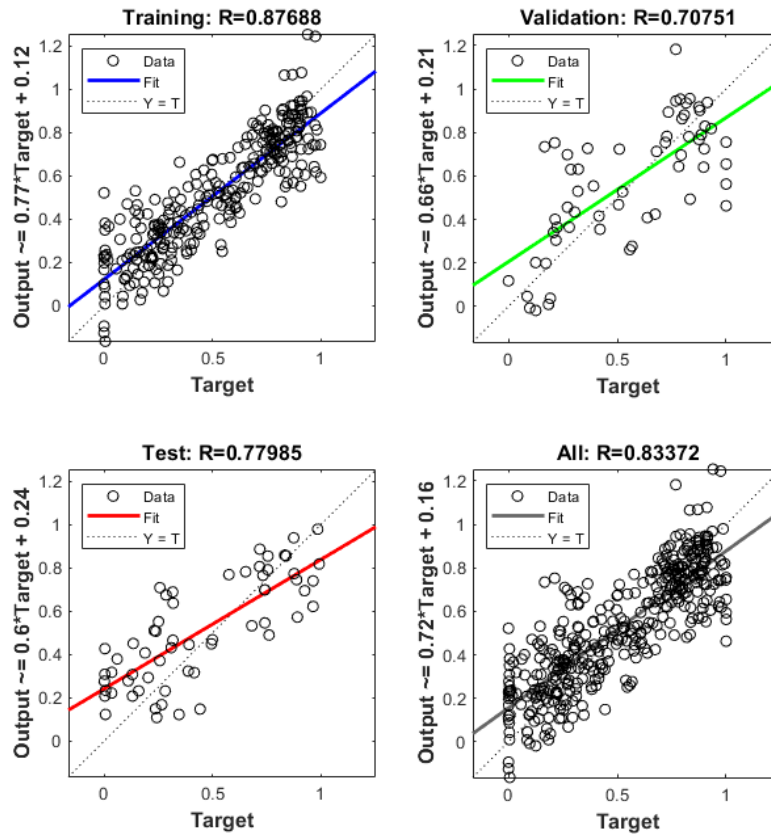 Training: R=0.87688
Output ~= 0.77*Target + 0.12
1.2
1
0.8
0.6
0.4
0.2
0
Data
Fit
Y = T
0
0.5
1
Target
Validation: R=0.70751
Output ~= 0.66*Target + 0.21
1.2
1
0.8
0.6
0.4
0.2
0
Data
Fit
Y = T
0
0.5
1
Target
Test: R=0.77985
Output ~= 0.6*Target + 0.24
1.2
1
0.8
0.6
0.4
0.2
0
Data
Fit
Y = T
0
0.5
1
Target
All: R=0.83372
Output ~= 0.72*Target + 0.16
1.2
1
0.8
0.6
0.4
0.2
0
Data
Fit
Y = T
0
0.5
1
Target